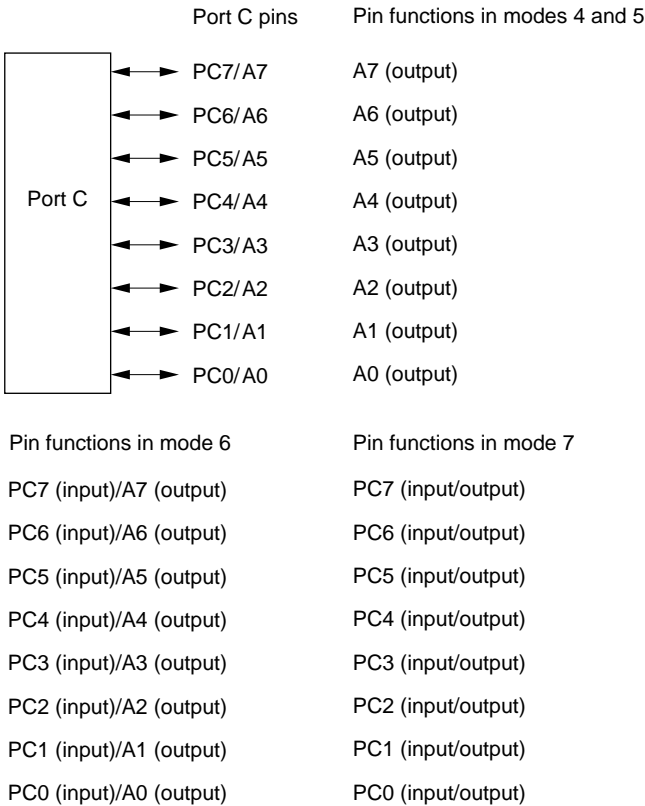 Port C pins Pin functions in modes 4 and 5
Port C
PC7/A7 A7 (output)
PC6/A6 A6 (output)
PC5/A5 A5 (output)
PC4/A4 A4 (output)
PC3/A3 A3 (output)
PC2/A2 A2 (output)
PC1/A1 A1 (output)
PC0/A0 A0 (output)
Pin functions in mode 6 Pin functions in mode 7
PC7 (input)/A7 (output) PC7 (input/output)
PC6 (input)/A6 (output) PC6 (input/output)
PC5 (input)/A5 (output) PC5 (input/output)
PC4 (input)/A4 (output) PC4 (input/output)
PC3 (input)/A3 (output) PC3 (input/output)
PC2 (input)/A2 (output) PC2 (input/output)
PC1 (input)/A1 (output) PC1 (input/output)
PC0 (input)/A0 (output) PC0 (input/output)